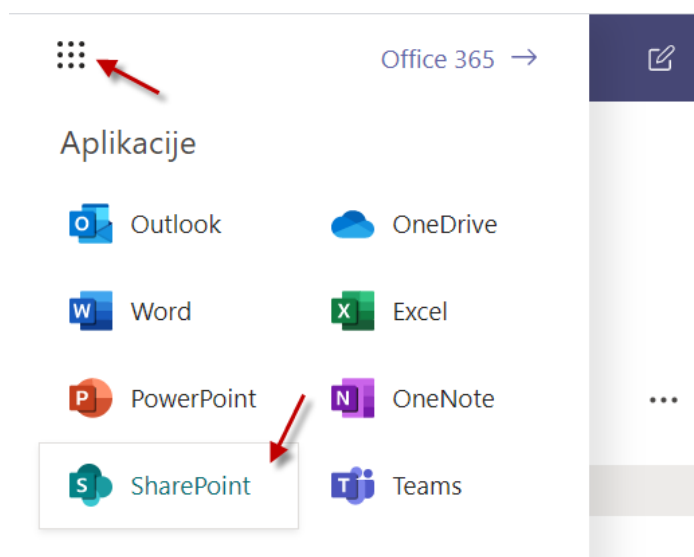 Office 365 →
Aplikacije
Outlook
OneDrive
Word
Excel
PowerPoint
OneNote
SharePoint
Teams